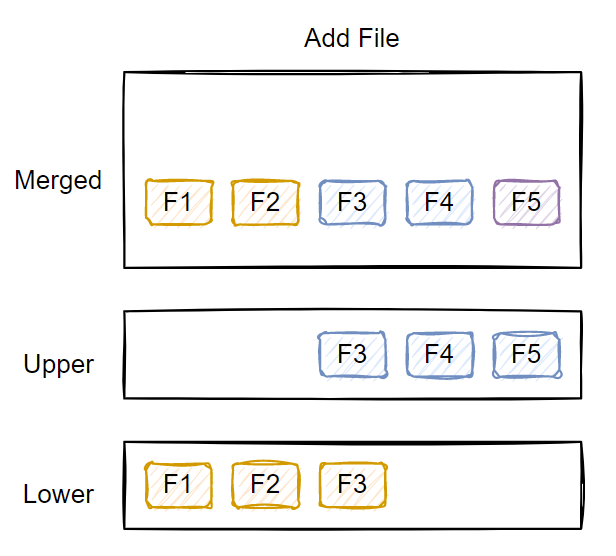 Add File
Merged
F1 F2 F3 F4 F5
Upper
F3 F4 F5
Lower
F1 F2 F3